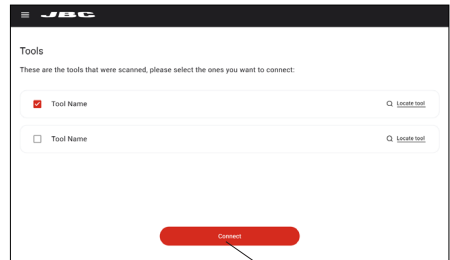 JBC
Tools
These are the tools that were scanned, please select the ones you want to connect:
Tool Name Locate tool
Tool Name Locate tool
Connect